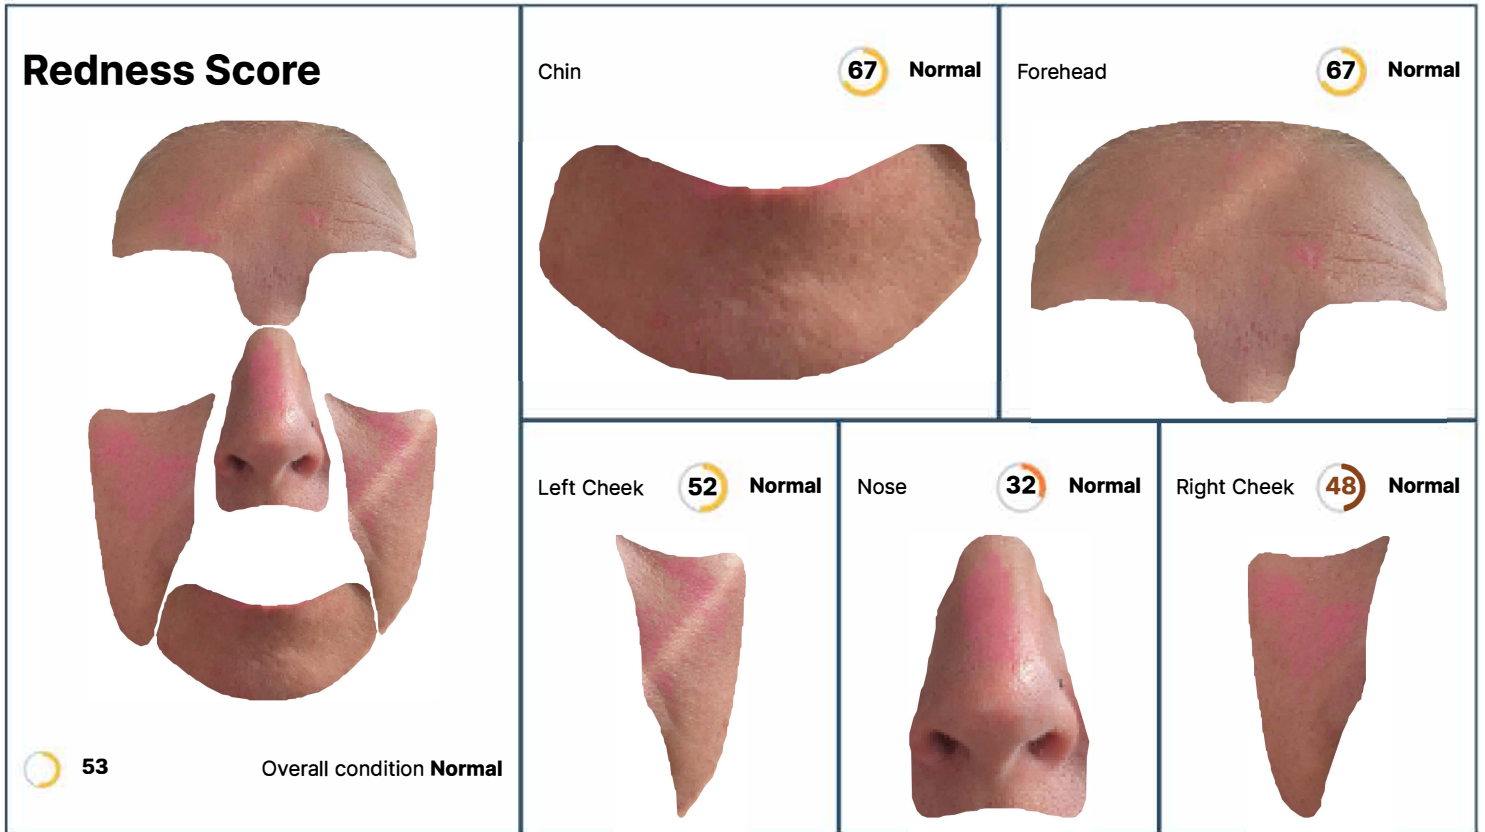 Redness Score
53
Overall condition Normal
Chin
67
Normal
Forehead
67
Normal
Left Cheek
52
Normal
Nose
32
Normal
Right Cheek
48
Normal